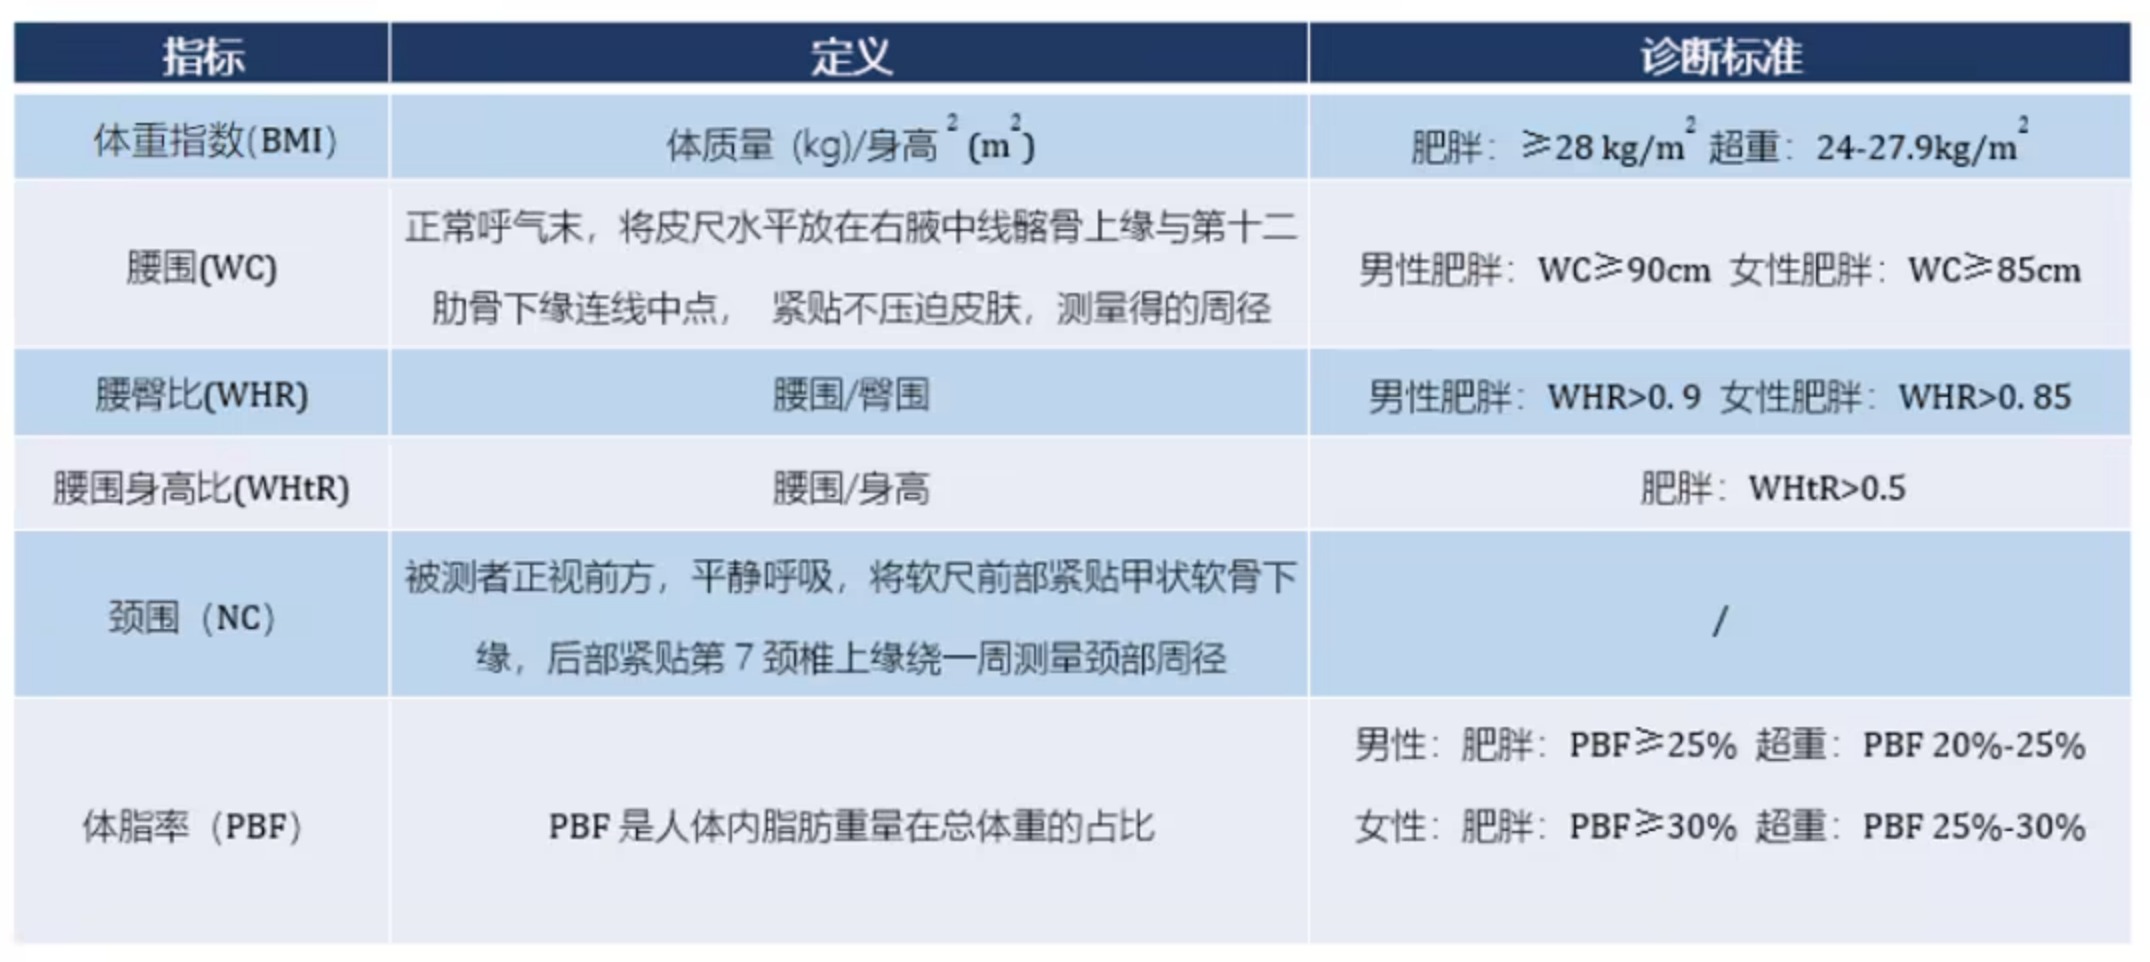 指标 定义 诊断标准
体重指数(BMI) 体质量 (kg)/身高² (m²) 肥胖：≥28 kg/m² 超重：24-27.9kg/m²
腰围(WC)
正常呼气末，将皮尺水平放在右腋中线髂骨上缘与第十二
肋骨下缘连线中点， 紧贴不压迫皮肤，测量得的周径
男性肥胖：WC≥90cm 女性肥胖：WC≥85cm
腰臀比(WHR) 腰围/臀围 男性肥胖：WHR>0. 9 女性肥胖：WHR>0. 85
腰围身高比(WHtR) 腰围/身高 肥胖：WHtR>0.5
颈围（NC）
被测者正视前方，平静呼吸，将软尺前部紧贴甲状软骨下
缘，后部紧贴第 7 颈椎上缘绕一周测量颈部周径
/
体脂率（PBF） PBF 是人体内脂肪重量在总体重的占比
男性：肥胖：PBF≥25% 超重：PBF 20%-25%
女性：肥胖：PBF≥30% 超重：PBF 25%-30%